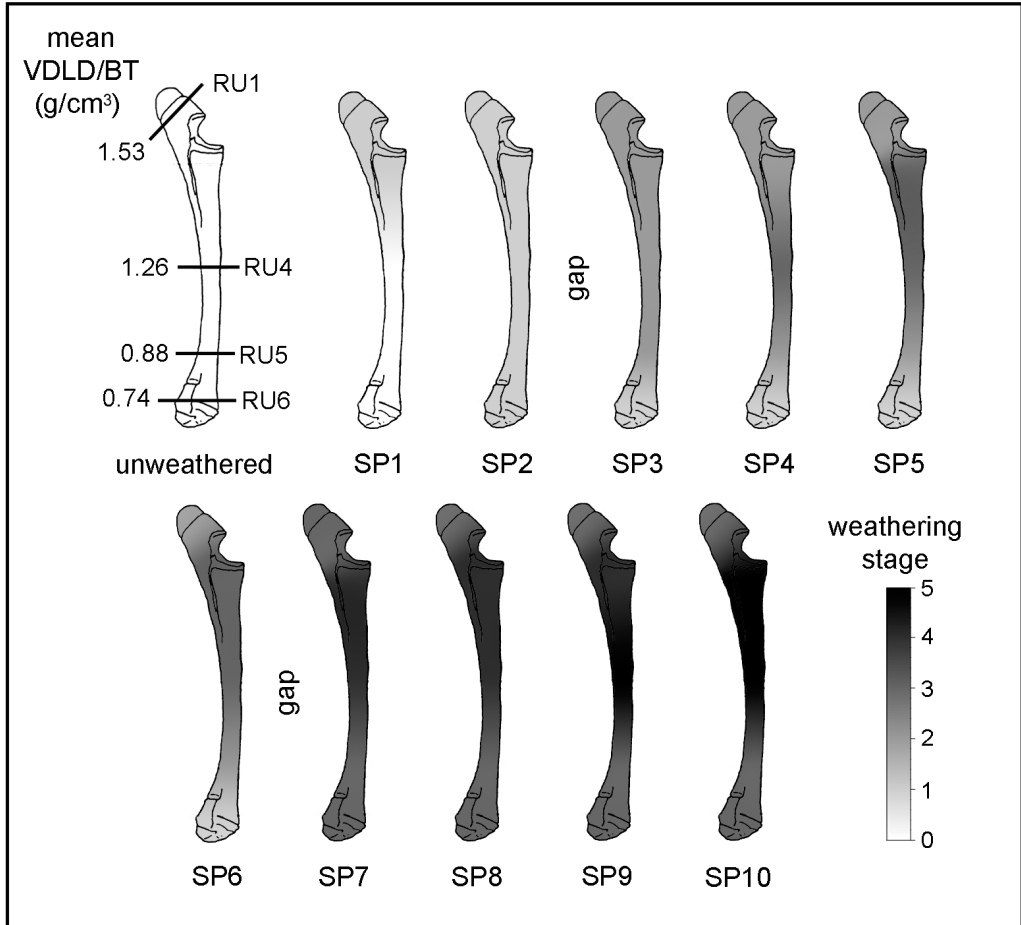 mean
VDLD/BT
(g/cm³)
RU1
1.53
1.26
RU4
0.88
RU5
0.74
RU6
gap
unweathered
SP1
SP2
SP3
SP4
SP5
gap
weathering
stage
5
4
3
2
1
0
SP6
SP7
SP8
SP9
SP10